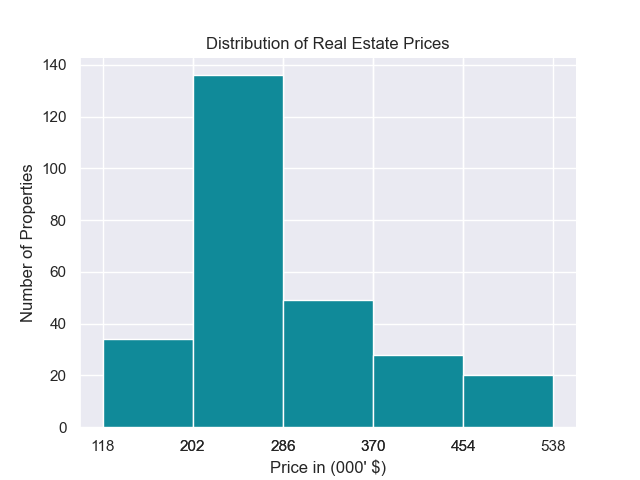 Distribution of Real Estate Prices
Number of Properties
140
120
100
80
60
40
20
0
118 202 286 370 454 538
Price in (000' $)